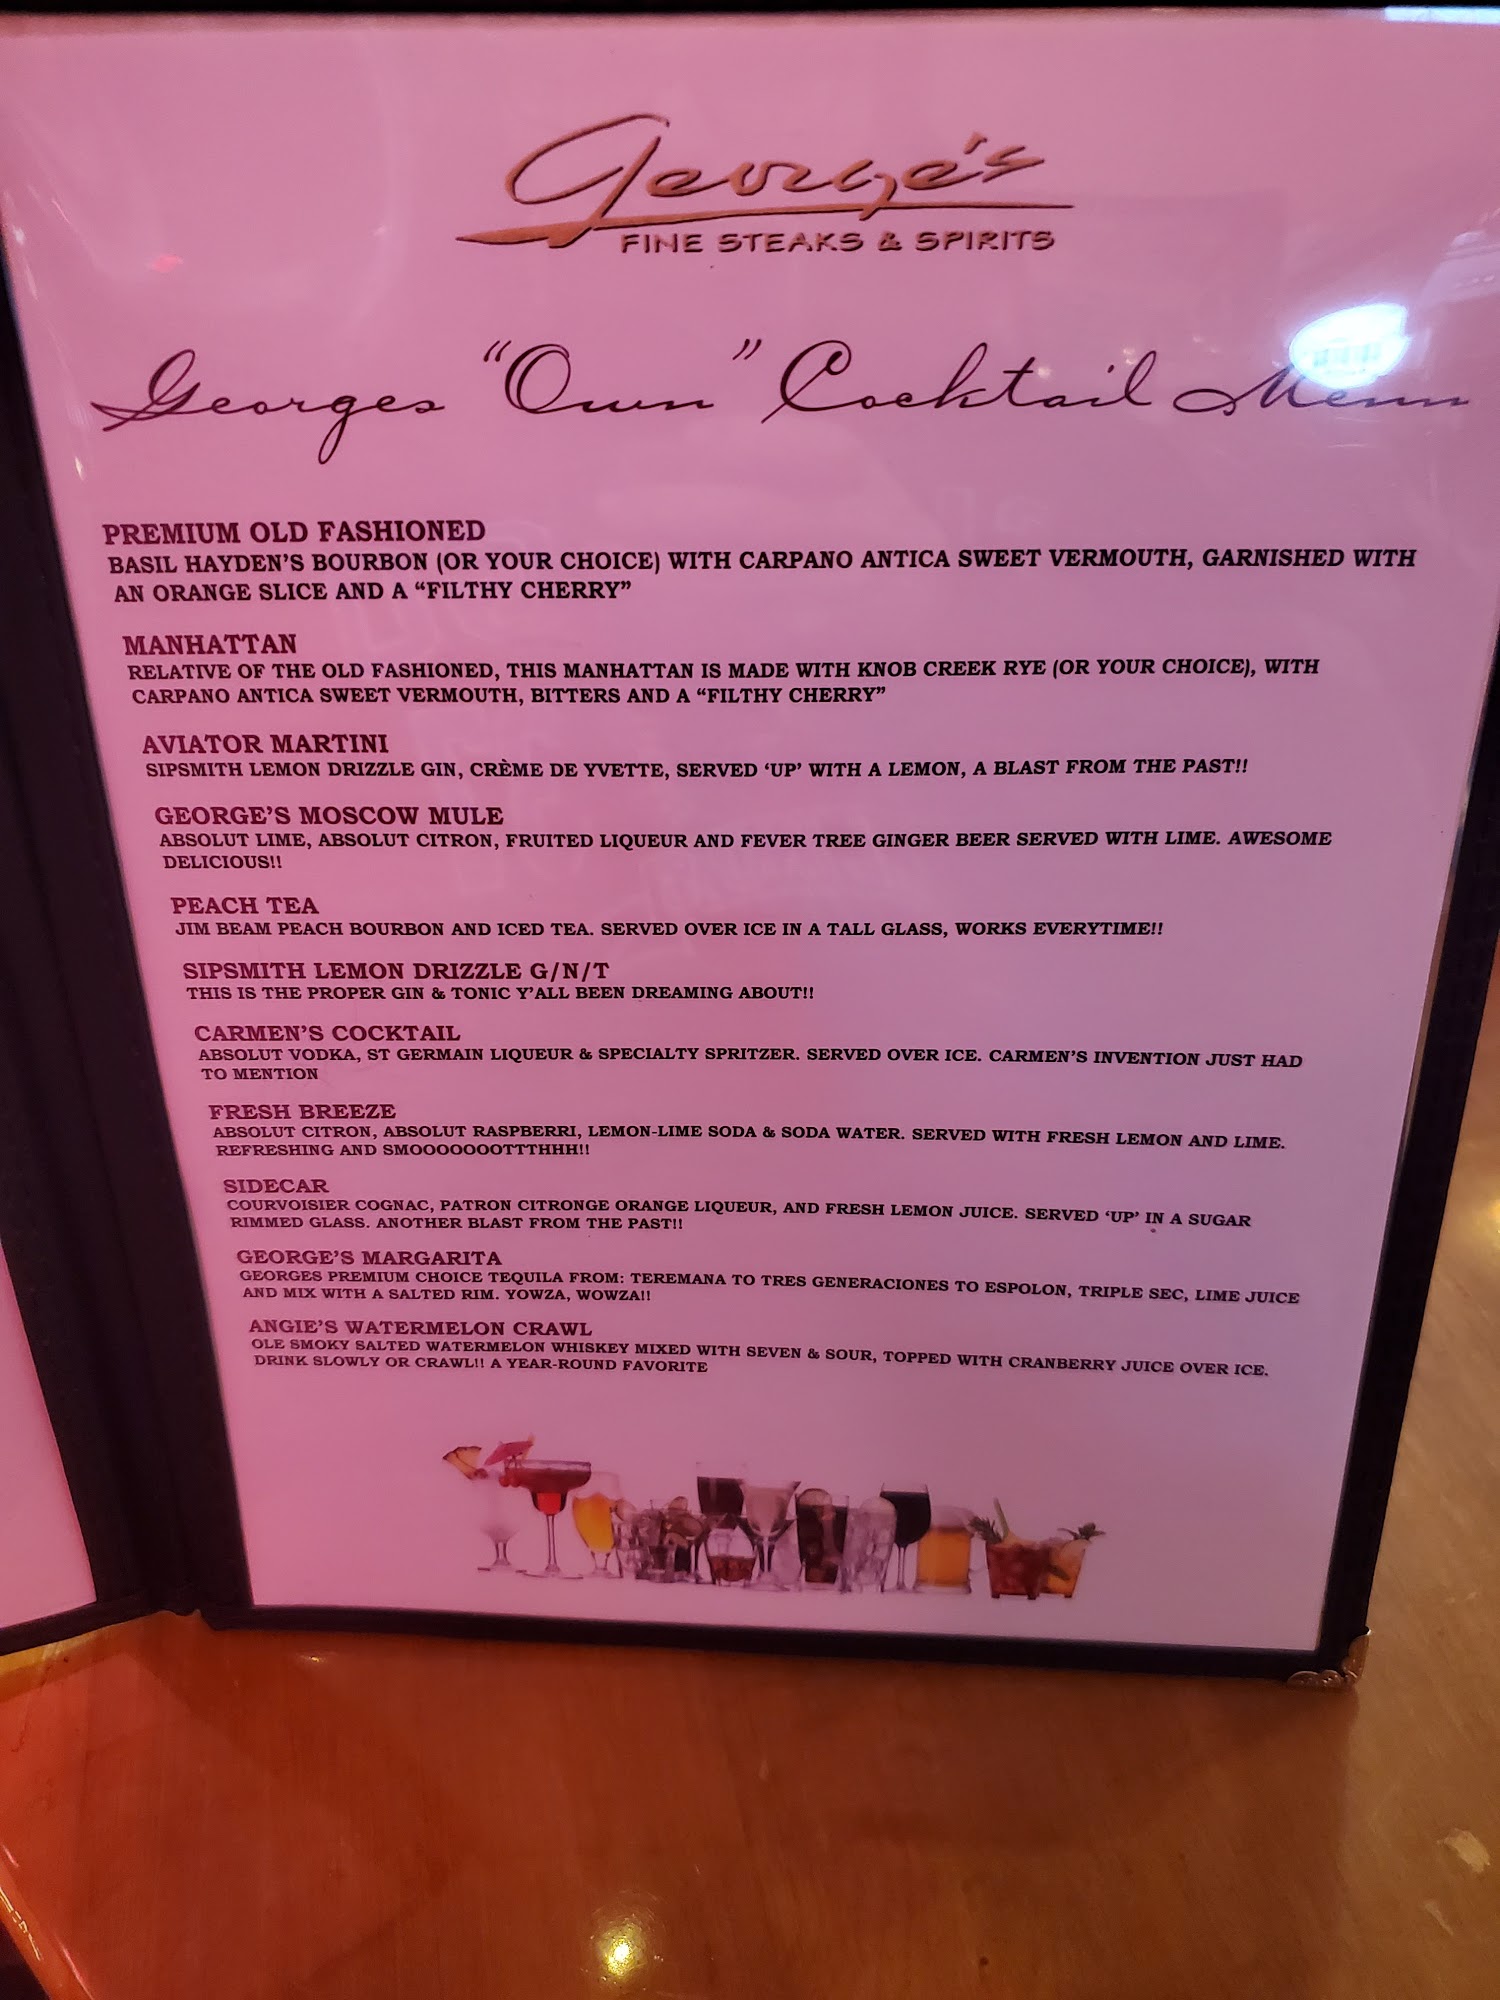 George's
FINE STEAKS & SPIRITS
Georges "Own" Cocktail Menu
PREMIUM OLD FASHIONED
BASIL HAYDEN'S BOURBON (OR YOUR CHOICE) WITH CARPANO ANTICA SWEET VERMOUTH, GARNISHED WITH
AN ORANGE SLICE AND A "FILTHY CHERRY"
MANHATTAN
RELATIVE OF THE OLD FASHIONED, THIS MANHATTAN IS MADE WITH KNOB CREEK RYE (OR YOUR CHOICE), WITH
CARPANO ANTICA SWEET VERMOUTH, BITTERS AND A "FILTHY CHERRY"
AVIATOR MARTINI
SIPSMITH LEMON DRIZZLE GIN, CRÈME DE YVETTE, SERVED 'UP' WITH A LEMON, A BLAST FROM THE PAST!!
GEORGE'S MOSCOW MULE
ABSOLUT LIME, ABSOLUT CITRON, FRUITED LIQUEUR AND FEVER TREE GINGER BEER SERVED WITH LIME. AWESOME
DELICIOUS!!
PEACH TEA
JIM BEAM PEACH BOURBON AND ICED TEA. SERVED OVER ICE IN A TALL GLASS, WORKS EVERYTIME!!
SIPSMITH LEMON DRIZZLE G/N/T
THIS IS THE PROPER GIN & TONIC Y'ALL BEEN DREAMING ABOUT!!
CARMEN'S COCKTAIL
ABSOLUT VODKA, ST GERMAIN LIQUEUR & SPECIALTY SPRITZER. SERVED OVER ICE. CARMEN'S INVENTION JUST HAD
TO MENTION
FRESH BREEZE
ABSOLUT CITRON, ABSOLUT RASPBERRI, LEMON-LIME SODA & SODA WATER. SERVED WITH FRESH LEMON AND LIME.
REFRESHING AND SMOOOOOOOTTTHHH!!
SIDECAR
COURVOISIER COGNAC, PATRON CITRONGE ORANGE LIQUEUR, AND FRESH LEMON JUICE. SERVED 'UP' IN A SUGAR
RIMMED GLASS. ANOTHER BLAST FROM THE PAST!!
GEORGE'S MARGARITA
GEORGES PREMIUM CHOICE TEQUILA FROM: TEREMANA TO TRES GENERACIONES TO ESPOLON, TRIPLE SEC, LIME JUICE
AND MIX WITH A SALTED RIM. YOWZA, WOWZA!!
ANGIE'S WATERMELON CRAWL
OLE SMOKY SALTED WATERMELON WHISKEY MIXED WITH SEVEN & SOUR, TOPPED WITH CRANBERRY JUICE OVER ICE.
DRINK SLOWLY OR CRAWL!! A YEAR-ROUND FAVORITE